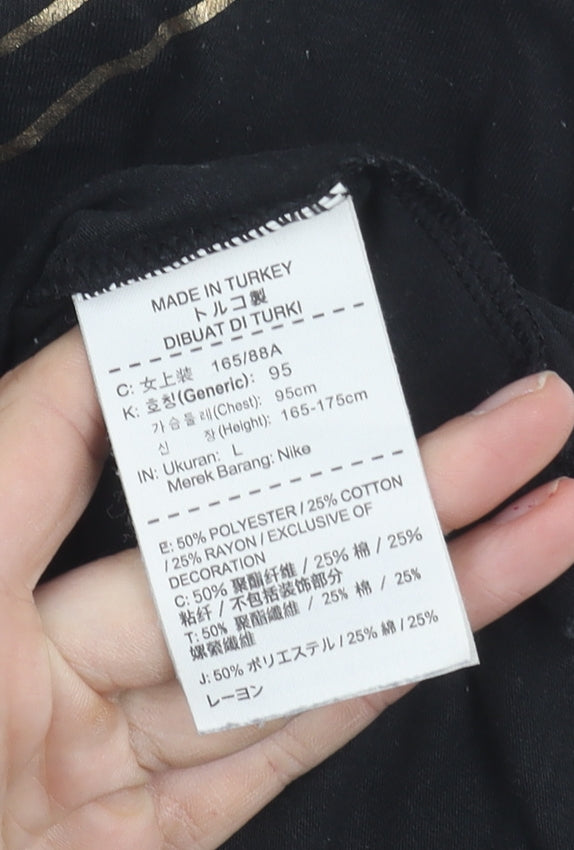 MADE IN TURKEY
トルコ製
DIBUAT DI TURKI
C: 女上装 165/88A
K: 호칭(Generic): 95
가슴둘레(Chest): 95cm
신 장(Height): 165-175cm
IN: Ukuran: L
Merek Barang: Nike
E: 50% POLYESTER / 25% COTTON
/ 25% RAYON / EXCLUSIVE OF
DECORATION
C: 50% 聚酯纤维 / 25% 棉 / 25%
粘纤 / 不包括装饰部分
T: 50% 聚酯纖維 / 25% 棉 / 25%
嫘縈纖維
J: 50% ポリエステル / 25% 綿 / 25%
レーヨン